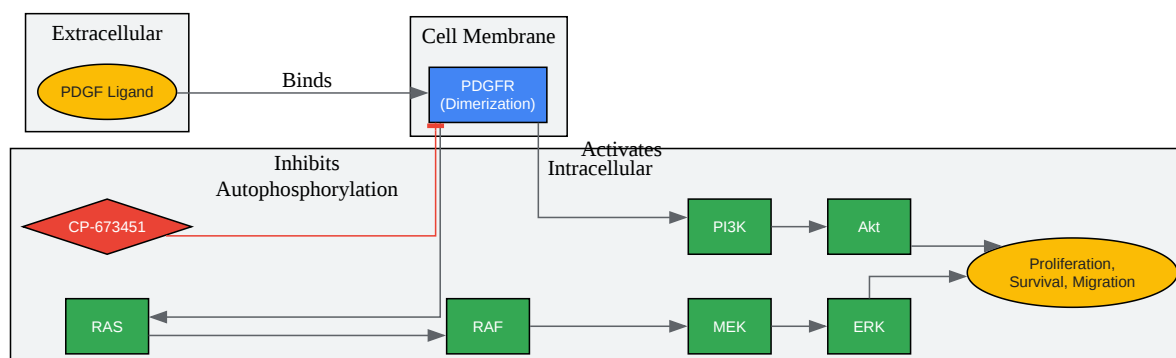 Extracellular
PDGF Ligand
Binds
Cell Membrane
PDGFR
(Dimerization)
Inhibits
Autophosphorylation
Activates
Intracellular
CP-673451
PI3K
Akt
Proliferation,
Survival, Migration
RAS
RAF
MEK
ERK